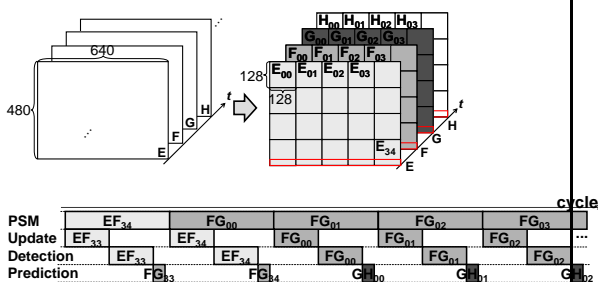 640
480
E F G H t
H00 H01 H02 H03
G00 G01 G02 G03
F00 F01 F02 F03
E00 E01 E02 E03
128
128
E34
E F G H t
cycle
PSM EF34 FG00 FG01 FG02 FG03
Update EF33 EF34 FG00 FG01 FG02 ...
Detection EF33 EF34 FG00 FG01 FG02
Prediction FG33 FG34 GH00 GH01 GH02